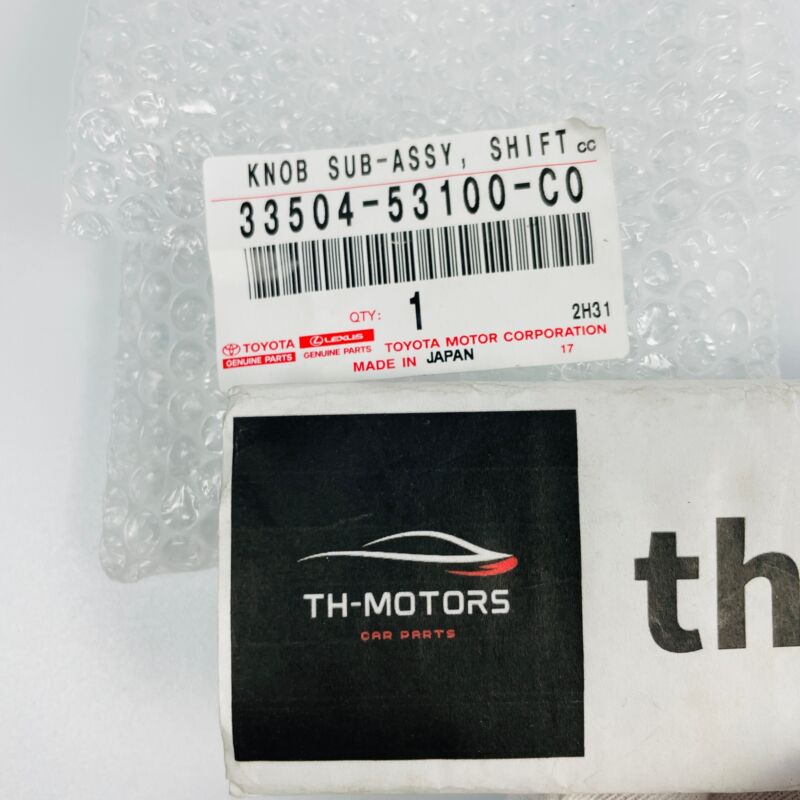 KNOB SUB-ASSY, SHIFT cc
33504-53100-C0
QTY: 1
2H31
TOYOTA
GENUINE PARTS
LEXUS
GENUINE PARTS
TOYOTA MOTOR CORPORATION
MADE IN JAPAN
17
TH-MOTORS
CAR PARTS
th